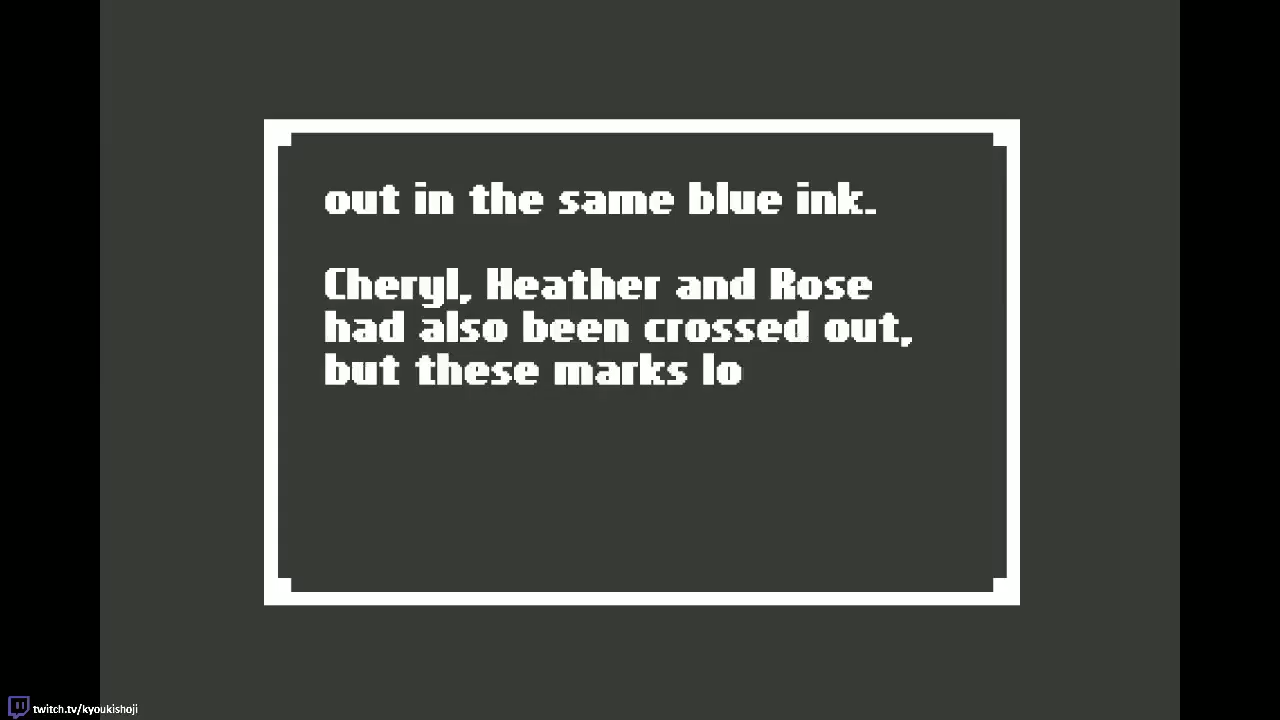 out in the same blue ink.
Cheryl, Heather and Rose
had also been crossed out,
but these marks lo
twitch.tv/kyoukishoji